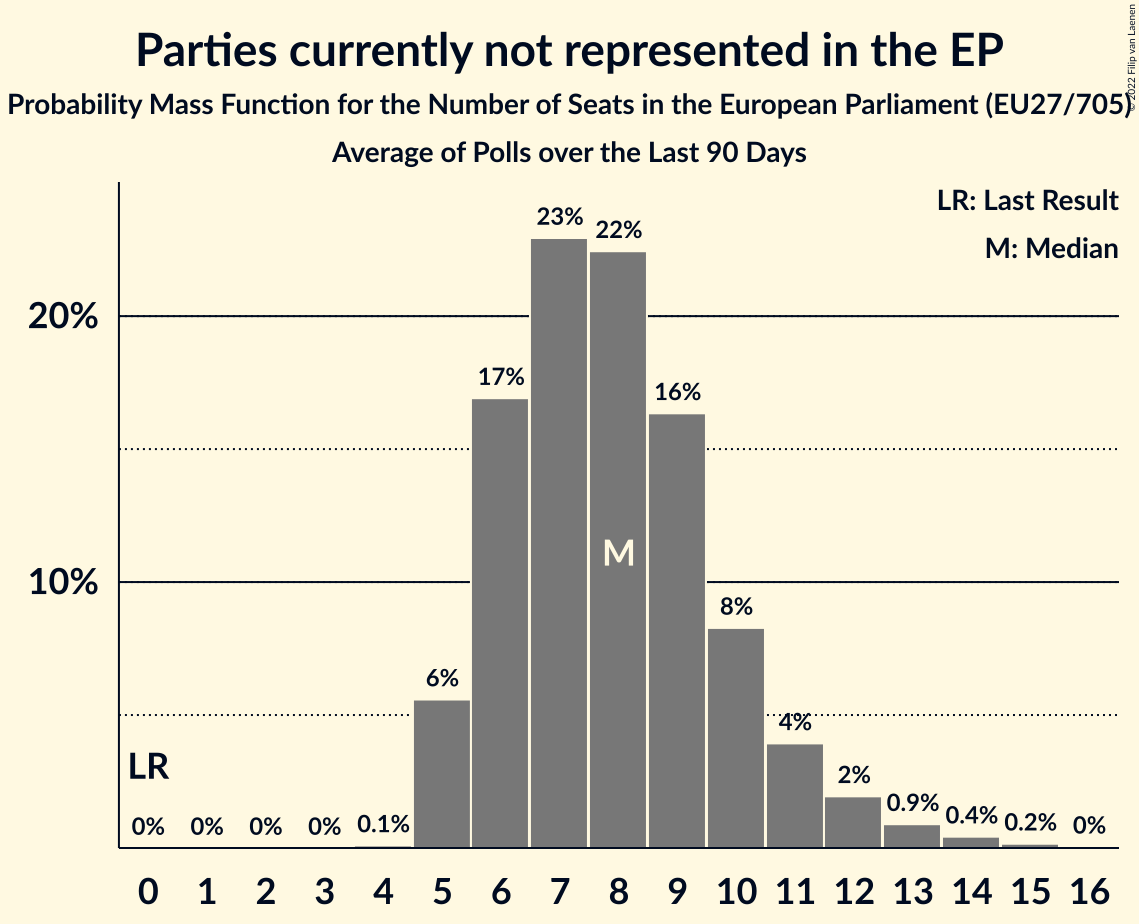 Parties currently not represented in the EP
Probability Mass Function for the Number of Seats in the European Parliament (EU27/705)
Average of Polls over the Last 90 Days
© 2022 Filip van Laenen
LR: Last Result
M: Median
20%
10%
LR
M
0% 0% 0% 0% 0.1% 6% 17% 23% 22% 16% 8% 4% 2% 0.9% 0.4% 0.2% 0%
0 1 2 3 4 5 6 7 8 9 10 11 12 13 14 15 16